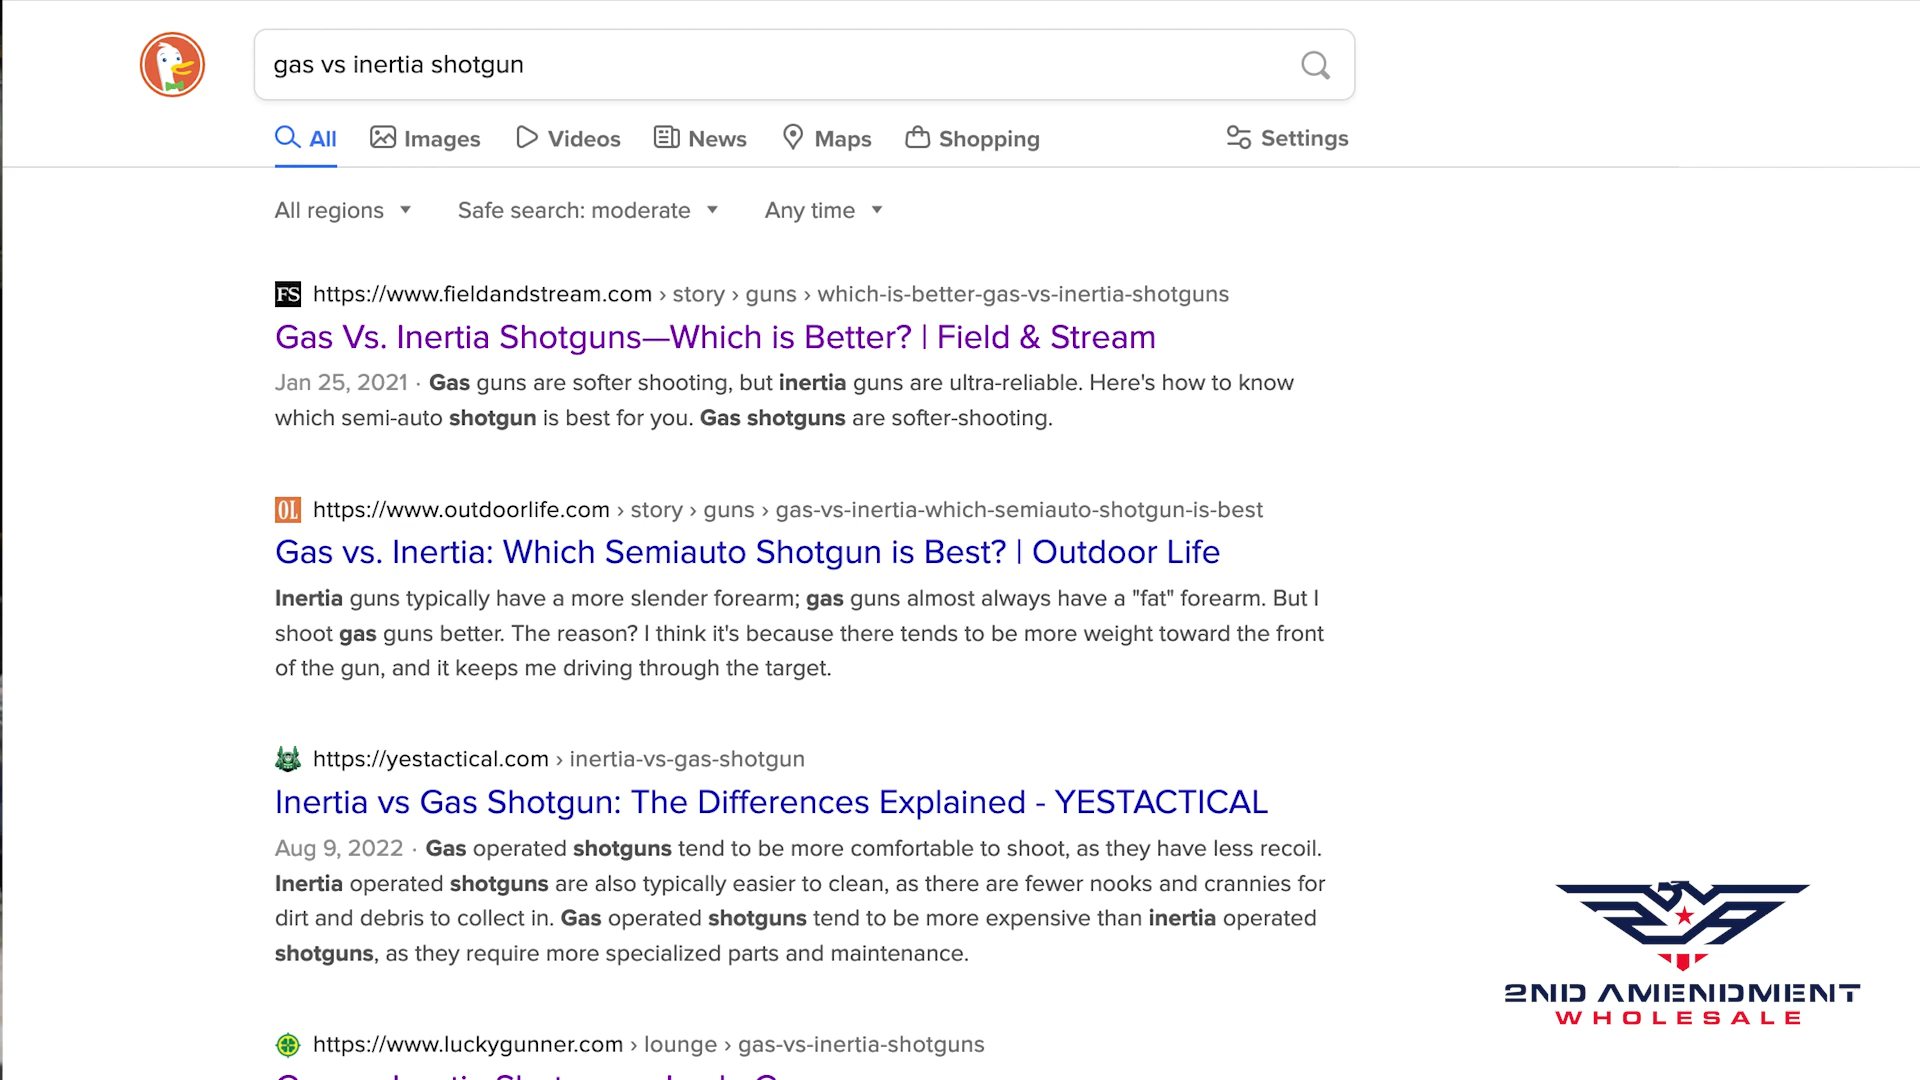 gas vs inertia shotgun
All Images Videos News Maps Shopping Settings
All regions Safe search: moderate Any time
FS https://www.fieldandstream.com › story › guns › which-is-better-gas-vs-inertia-shotguns
Gas Vs. Inertia Shotguns—Which is Better? | Field & Stream
Jan 25, 2021 · Gas guns are softer shooting, but inertia guns are ultra-reliable. Here's how to know
which semi-auto shotgun is best for you. Gas shotguns are softer-shooting.
OL https://www.outdoorlife.com › story › guns › gas-vs-inertia-which-semiauto-shotgun-is-best
Gas vs. Inertia: Which Semiauto Shotgun is Best? | Outdoor Life
Inertia guns typically have a more slender forearm; gas guns almost always have a "fat" forearm. But I
shoot gas guns better. The reason? I think it's because there tends to be more weight toward the front
of the gun, and it keeps me driving through the target.
https://yestactical.com › inertia-vs-gas-shotgun
Inertia vs Gas Shotgun: The Differences Explained - YESTACTICAL
Aug 9, 2022 · Gas operated shotguns tend to be more comfortable to shoot, as they have less recoil.
Inertia operated shotguns are also typically easier to clean, as there are fewer nooks and crannies for
dirt and debris to collect in. Gas operated shotguns tend to be more expensive than inertia operated
shotguns, as they require more specialized parts and maintenance.
https://www.luckygunner.com › lounge › gas-vs-inertia-shotguns
2A
2ND AMENDMENT
WHOLESALE